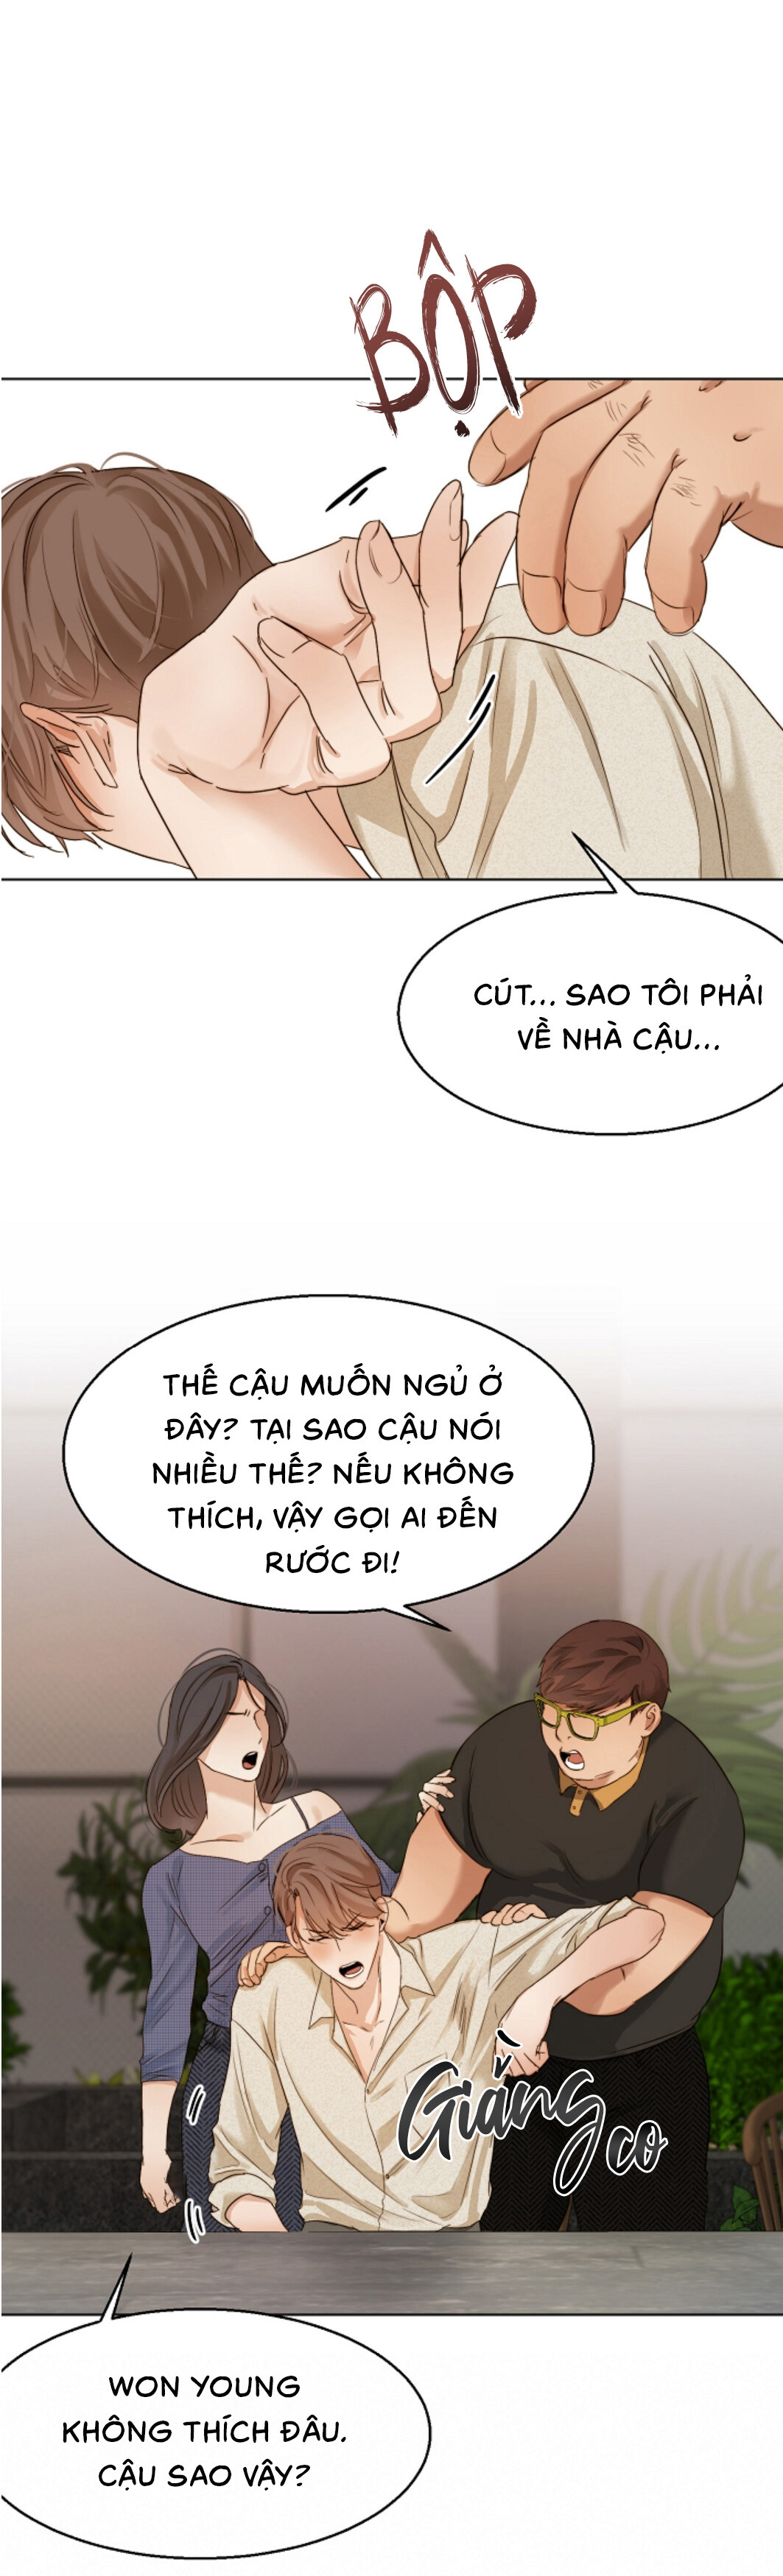 BỘP
CÚT... SAO TÔI PHẢI
VỀ NHÀ CẬU...
THẾ CẬU MUỐN NGỦ Ở
ĐÂY? TẠI SAO CẬU NÓI
NHIỀU THẾ? NẾU KHÔNG
THÍCH, VẬY GỌI AI ĐẾN
RƯỚC ĐI!
Giằng
co
WON YOUNG
KHÔNG THÍCH ĐÂU.
CẬU SAO VẬY?